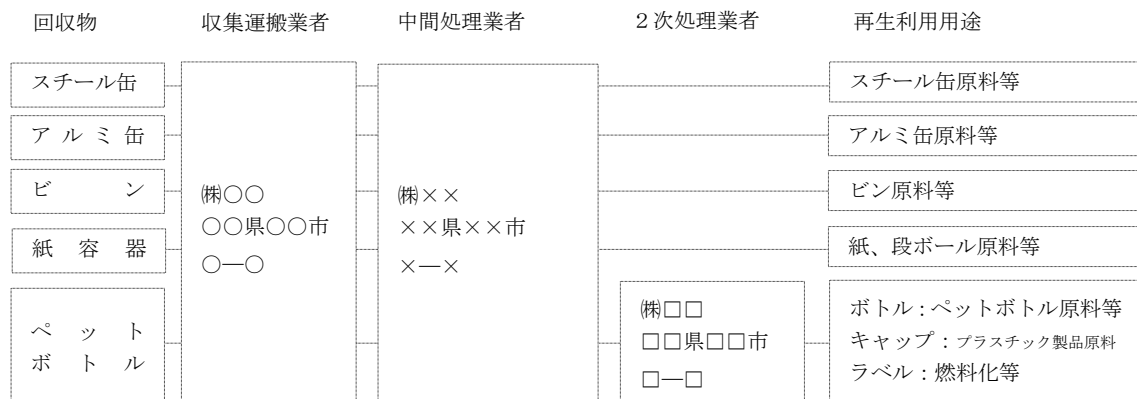 回収物 収集運搬業者 中間処理業者 2次処理業者 再生利用用途
スチール缶
スチール缶原料等
アルミ缶
アルミ缶原料等
ビン
㈱○○
○○県○○市
○―○
㈱××
××県××市
×―×
ビン原料等
紙容器
紙、段ボール原料等
ペット
ボトル
㈱□□
□□県□□市
□―□
ボトル:ペットボトル原料等
キャップ:プラスチック製品原料
ラベル:燃料化等